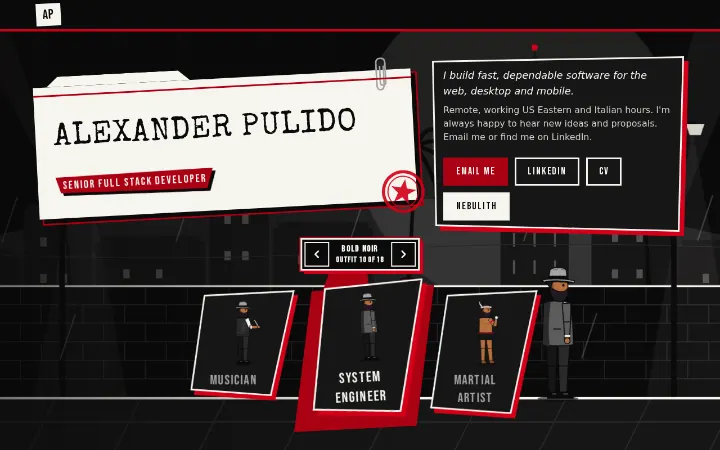 AP
ALEXANDER PULIDO
SENIOR FULL STACK DEVELOPER
I build fast, dependable software for the
web, desktop and mobile.
Remote, working US Eastern and Italian hours. I'm
always happy to hear new ideas and proposals.
Email me or find me on LinkedIn.
EMAIL ME
LINKEDIN
CV
NEBULITH
BOLD NOIR
OUTFIT 10 OF 18
MUSICIAN
SYSTEM
ENGINEER
MARTIAL
ARTIST